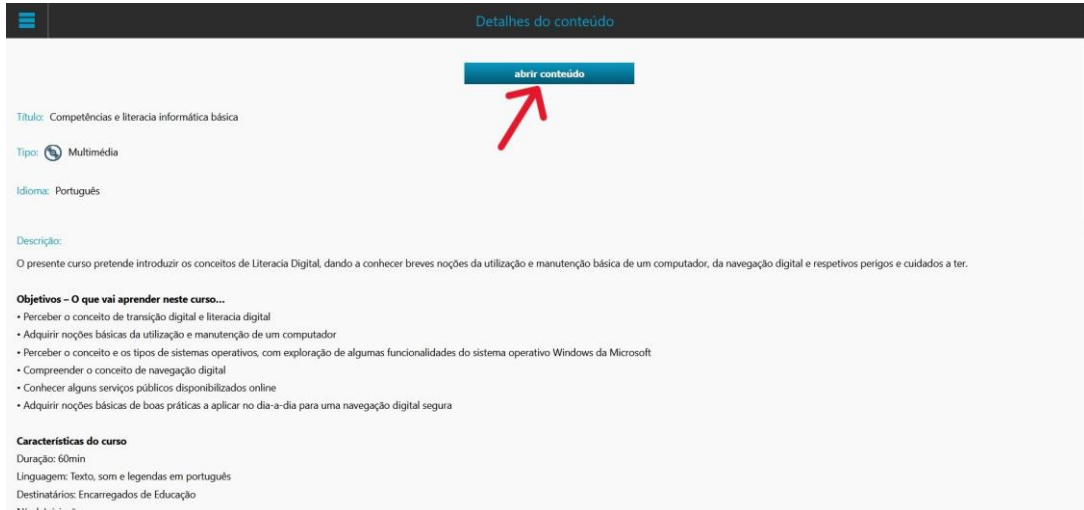 Detalhes do conteúdo
abrir conteúdo
Título: Competências e literacia informática básica
Tipo: Multimédia
Idioma: Português
Descrição:
O presente curso pretende introduzir os conceitos de Literacia Digital, dando a conhecer breves noções da utilização e manutenção básica de um computador, da navegação digital e respetivos perigos e cuidados a ter.
Objetivos – O que vai aprender neste curso...
• Perceber o conceito de transição digital e literacia digital
• Adquirir noções básicas da utilização e manutenção de um computador
• Perceber o conceito e os tipos de sistemas operativos, com exploração de algumas funcionalidades do sistema operativo Windows da Microsoft
• Compreender o conceito de navegação digital
• Conhecer alguns serviços públicos disponibilizados online
• Adquirir noções básicas de boas práticas a aplicar no dia-a-dia para uma navegação digital segura
Características do curso
Duração: 60min
Linguagem: Texto, som e legendas em português
Destinatários: Encarregados de Educação